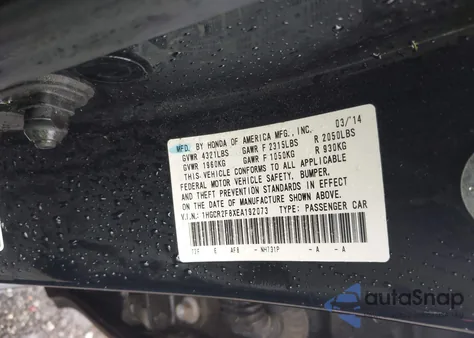 MFD. BY HONDA OF AMERICA MFG., INC. 03/'14
GVWR 4321LBS GAWR F 2315LBS R 2050LBS
GVWR 1960KG GAWR F 1050KG R 930KG
THIS VEHICLE CONFORMS TO ALL APPLICABLE
FEDERAL MOTOR VEHICLE SAFETY, BUMPER,
AND THEFT PREVENTION STANDARDS IN EFFECT
ON THE DATE OF MANUFACTURE SHOWN ABOVE.
V.I.N.: 1HGCR2F8XEA192073 TYPE: PASSENGER CAR
E AF8 - NH731P - A - A
autoSnap